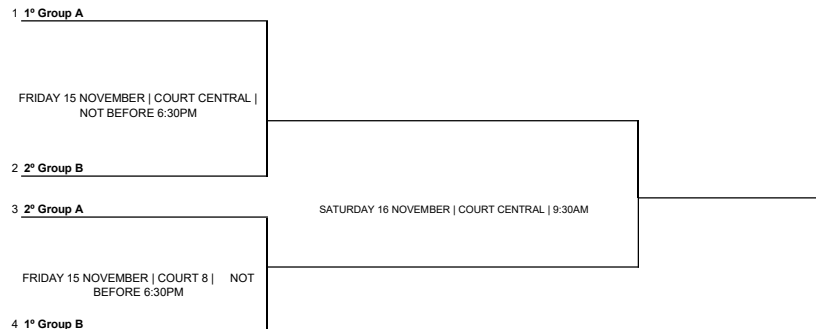 1 1º Group A
FRIDAY 15 NOVEMBER | COURT CENTRAL |
NOT BEFORE 6:30PM
2 2º Group B
3 2º Group A
SATURDAY 16 NOVEMBER | COURT CENTRAL | 9:30AM
FRIDAY 15 NOVEMBER | COURT 8 | NOT
BEFORE 6:30PM
4 1º Group B